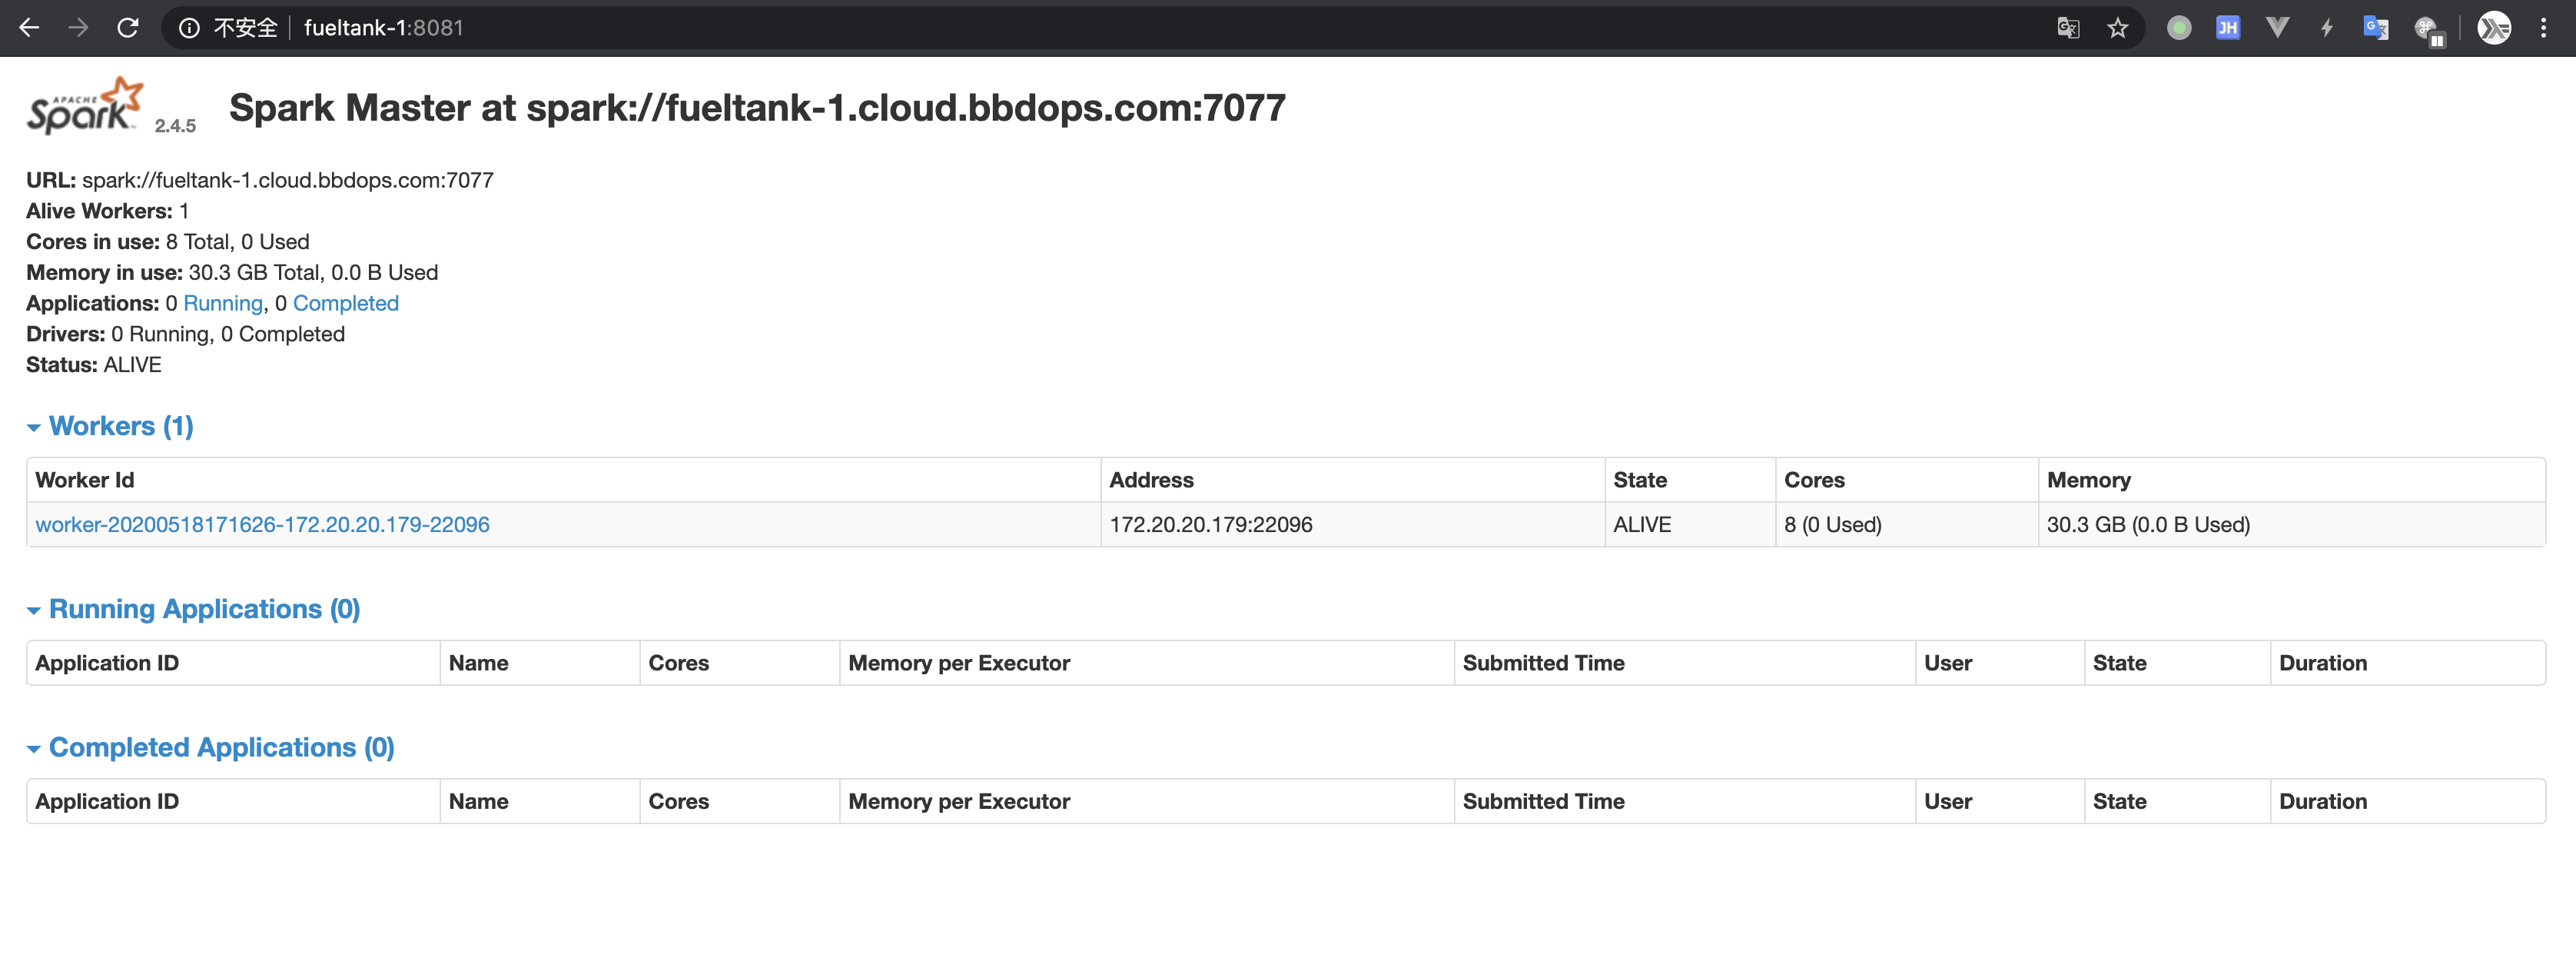 不安全 fueltank-1:8081
JH
APACHE
Spark 2.4.5 Spark Master at spark://fueltank-1.cloud.bbdops.com:7077
URL: spark://fueltank-1.cloud.bbdops.com:7077
Alive Workers: 1
Cores in use: 8 Total, 0 Used
Memory in use: 30.3 GB Total, 0.0 B Used
Applications: 0 Running, 0 Completed
Drivers: 0 Running, 0 Completed
Status: ALIVE
Workers (1)
Worker Id Address State Cores Memory
worker-20200518171626-172.20.20.179-22096 172.20.20.179:22096 ALIVE 8 (0 Used) 30.3 GB (0.0 B Used)
Running Applications (0)
Application ID Name Cores Memory per Executor Submitted Time User State Duration
Completed Applications (0)
Application ID Name Cores Memory per Executor Submitted Time User State Duration